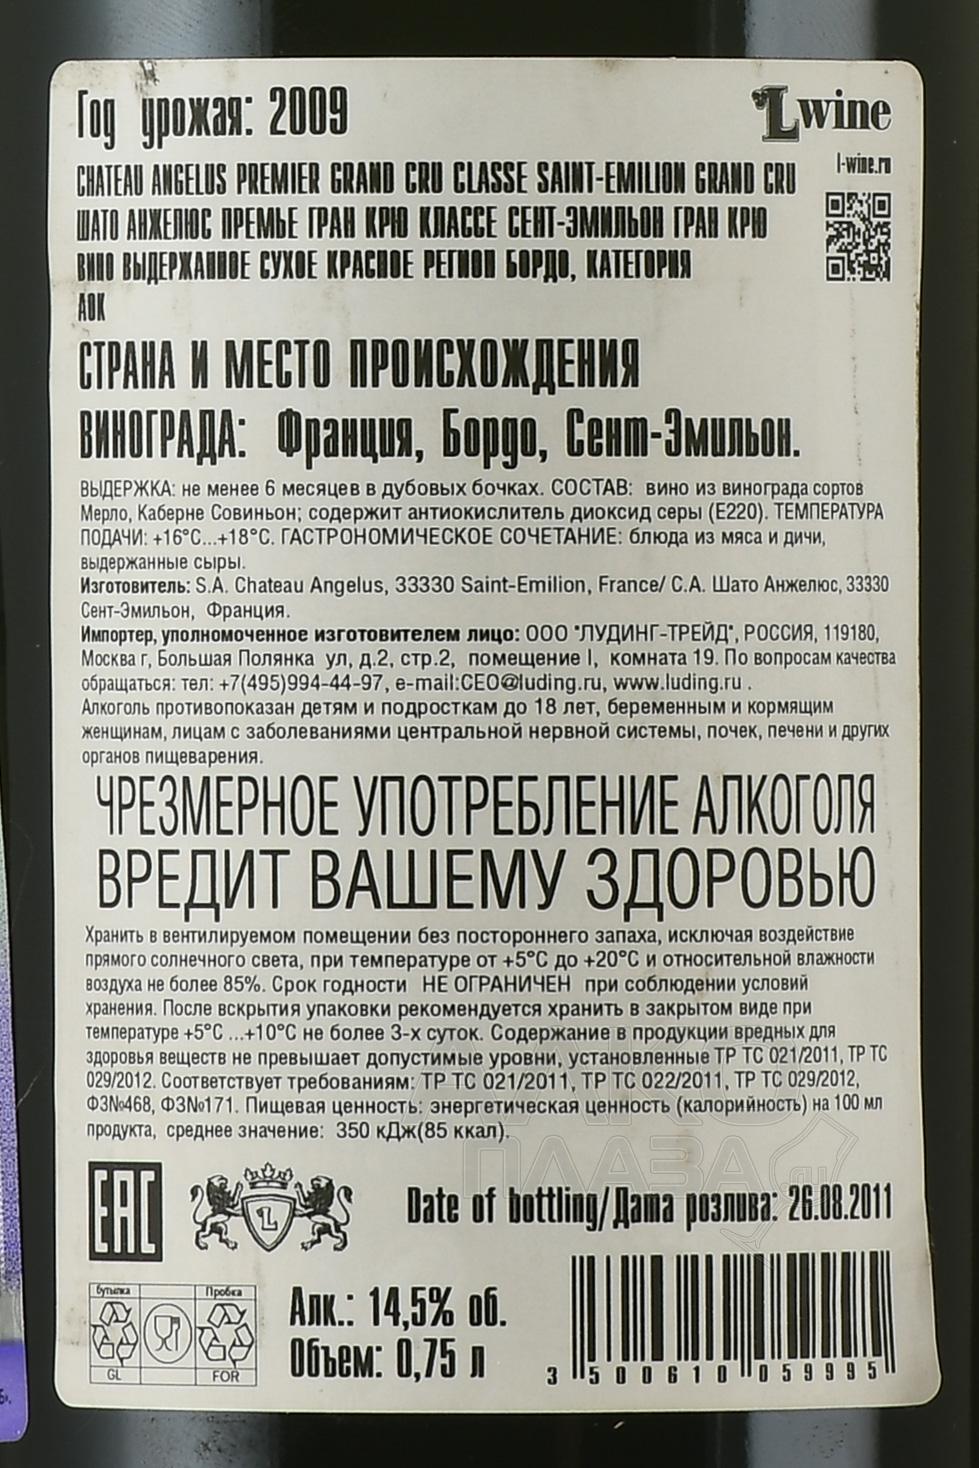 Год урожая: 2009
Lwine
l-wine.ru
CHATEAU ANGELUS PREMIER GRAND CRU CLASSE SAINT-EMILION GRAND CRU
ШАТО АНЖЕЛЮС ПРЕМЬЕ ГРАН КРЮ КЛАССЕ СЕНТ-ЭМИЛЬОН ГРАН КРЮ
ВИНО ВЫДЕРЖАННОЕ СУХОЕ КРАСНОЕ РЕГИОН БОРДО, КАТЕГОРИЯ
АОК
СТРАНА И МЕСТО ПРОИСХОЖДЕНИЯ
ВИНОГРАДА: Франция, Бордо, Сент-Эмильон.
ВЫДЕРЖКА: не менее 6 месяцев в дубовых бочках. СОСТАВ: вино из винограда сортов
Мерло, Каберне Совиньон; содержит антиокислитель диоксид серы (Е220). ТЕМПЕРАТУРА
ПОДАЧИ: +16°С...+18°С. ГАСТРОНОМИЧЕСКОЕ СОЧЕТАНИЕ: блюда из мяса и дичи,
выдержанные сыры.
Изготовитель: S.A. Chateau Angelus, 33330 Saint-Emilion, France/ С.А. Шато Анжелюс, 33330
Сент-Эмильон, Франция.
Импортер, уполномоченное изготовителем лицо: ООО "ЛУДИНГ-ТРЕЙД", РОССИЯ, 119180,
Москва г, Большая Полянка ул, д.2, стр.2, помещение I, комната 19. По вопросам качества
обращаться: тел: +7(495)994-44-97, e-mail:CEO@luding.ru, www.luding.ru .
Алкоголь противопоказан детям и подросткам до 18 лет, беременным и кормящим
женщинам, лицам с заболеваниями центральной нервной системы, почек, печени и других
органов пищеварения.
ЧРЕЗМЕРНОЕ УПОТРЕБЛЕНИЕ АЛКОГОЛЯ
ВРЕДИТ ВАШЕМУ ЗДОРОВЬЮ
Хранить в вентилируемом помещении без постороннего запаха, исключая воздействие
прямого солнечного света, при температуре от +5°С до +20°С и относительной влажности
воздуха не более 85%. Срок годности НЕ ОГРАНИЧЕН при соблюдении условий
хранения. После вскрытия упаковки рекомендуется хранить в закрытом виде при
температуре +5°С ...+10°С не более 3-х суток. Содержание в продукции вредных для
здоровья веществ не превышает допустимые уровни, установленные ТР ТС 021/2011, ТР ТС
029/2012. Соответствует требованиям: ТР ТС 021/2011, ТР ТС 022/2011, ТР ТС 029/2012,
ФЗ№468, ФЗ№171. Пищевая ценность: энергетическая ценность (калорийность) на 100 мл
продукта, среднее значение: 350 кДж(85 ккал).
АЛКО
ПЛАЗА.ru
EAC
L
Date of bottling/Дата розлива: 26.08.2011
бутылка
Пробка
GL
FOR
Алк.: 14,5% об.
Объем: 0,75 л
3 500610 059995